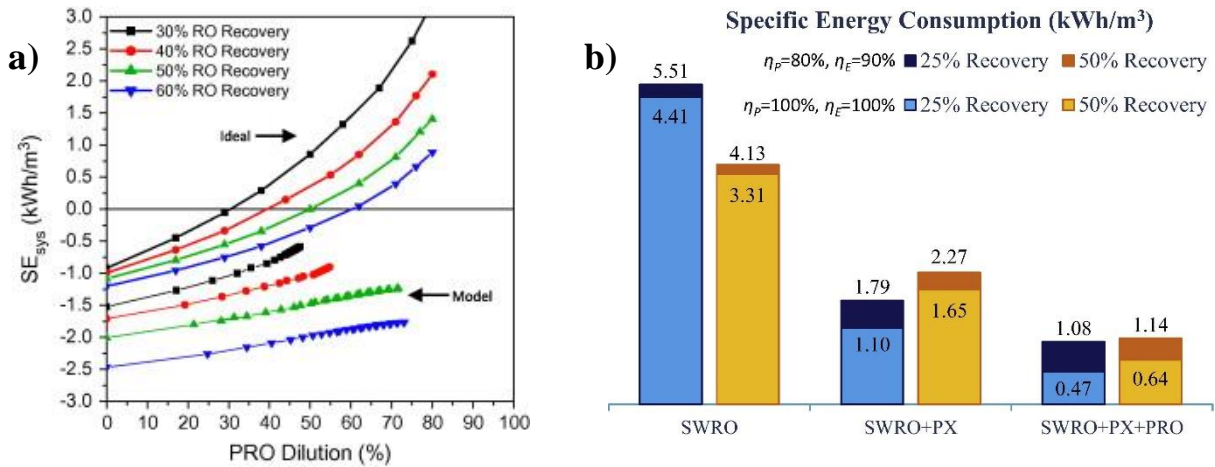 a)
SE_sys (kWh/m³)
3.0
2.5
2.0
1.5
1.0
0.5
0.0
-0.5
-1.0
-1.5
-2.0
-2.5
-3.0
30% RO Recovery
40% RO Recovery
50% RO Recovery
60% RO Recovery
Ideal
Model
0 10 20 30 40 50 60 70 80 90 100
PRO Dilution (%)
b)
Specific Energy Consumption (kWh/m³)
η_P=80%, η_E=90% 25% Recovery 50% Recovery
η_P=100%, η_E=100% 25% Recovery 50% Recovery
5.51
4.41
4.13
3.31
1.79
1.10
2.27
1.65
1.08
0.47
1.14
0.64
SWRO SWRO+PX SWRO+PX+PRO